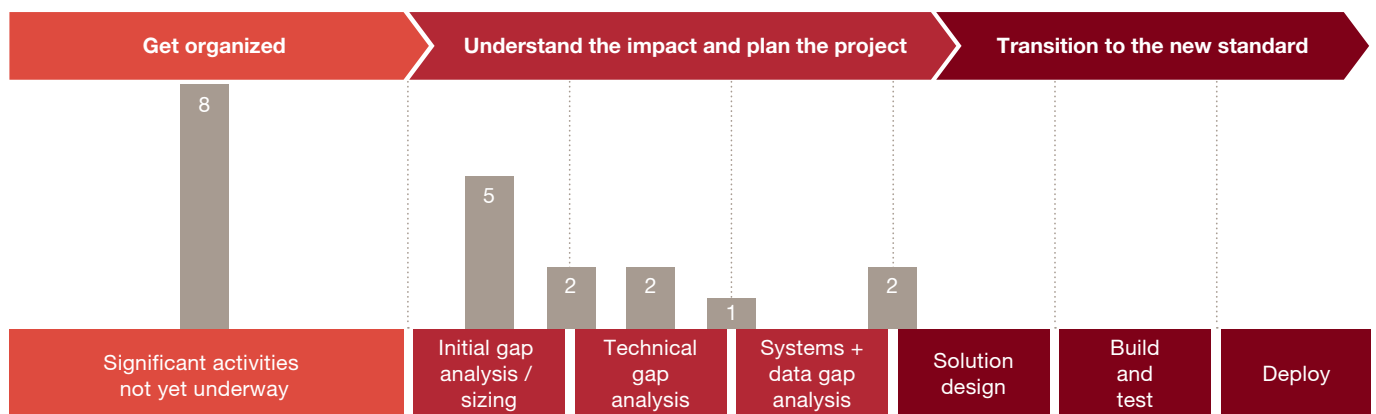 Get organized
Understand the impact and plan the project
Transition to the new standard
8
5
2
2
1
2
Significant activities
not yet underway
Initial gap
analysis /
sizing
Technical
gap
analysis
Systems +
data gap
analysis
Solution
design
Build
and
test
Deploy